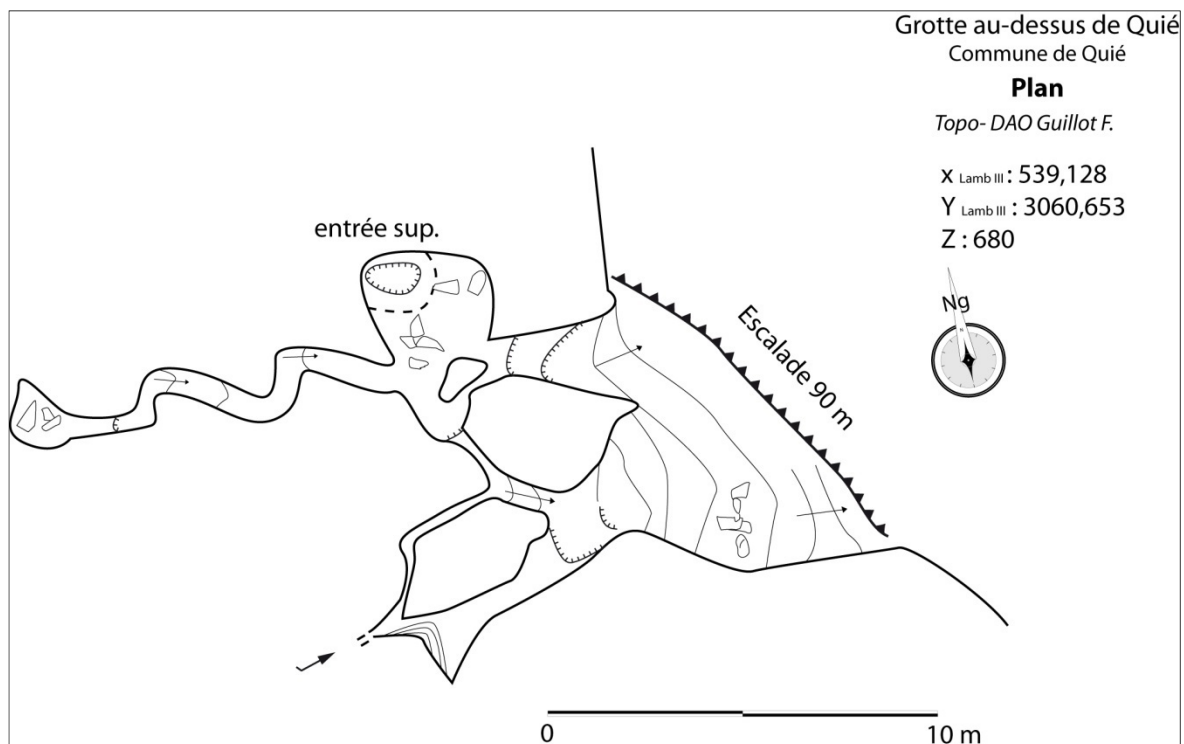 Grotte au-dessus de Quié
Commune de Quié
Plan
Topo- DAO Guillot F.
x Lamb III : 539,128
Y Lamb III : 3060,653
Z : 680
entrée sup.
Ng
Escalade 90 m
0
10 m